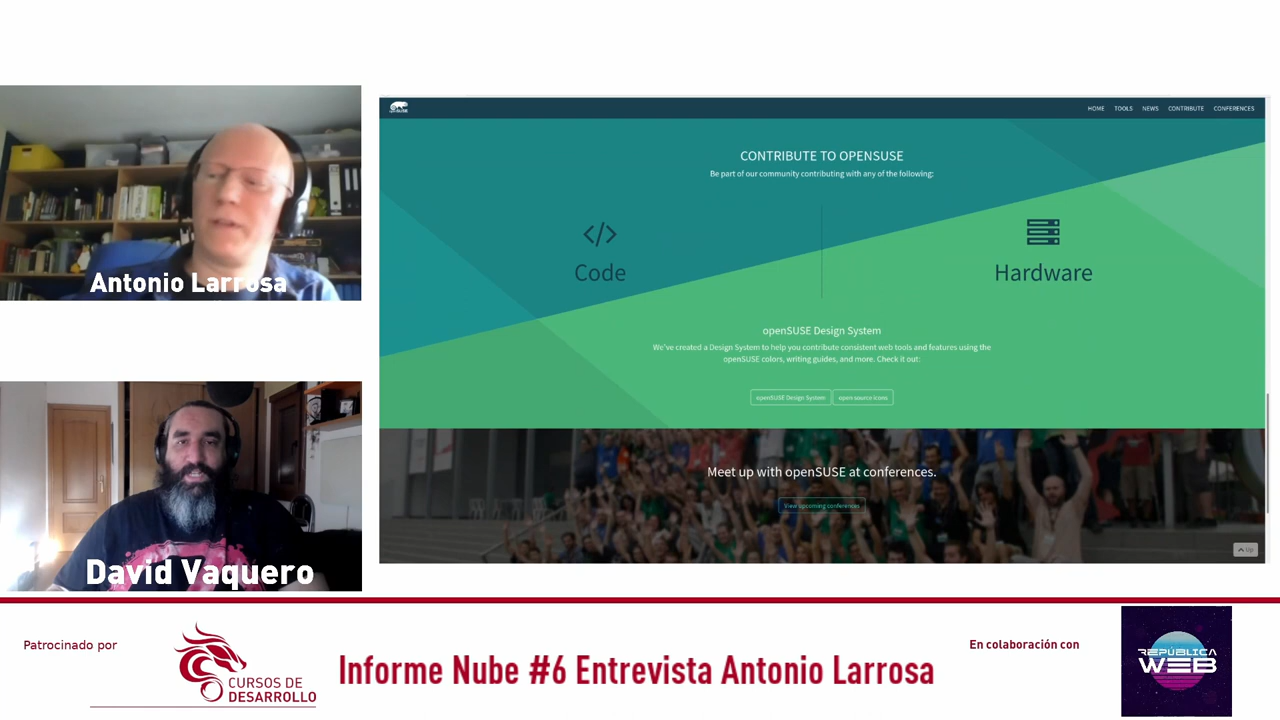 Antonio Larrosa
David Vaquero
openSUSE
HOME TOOLS NEWS CONTRIBUTE CONFERENCES
CONTRIBUTE TO OPENSUSE
Be part of our community contributing with any of the following:
</>
Code
Hardware
openSUSE Design System
We've created a Design System to help you contribute consistent web tools and features using the
openSUSE colors, writing guides, and more. Check it out:
openSUSE Design System open source icons
Meet up with openSUSE at conferences.
View upcoming conferences
Up
Patrocinado por
CURSOS DE
DESARROLLO
Informe Nube #6 Entrevista Antonio Larrosa
En colaboración con
REPÚBLICA
WEB